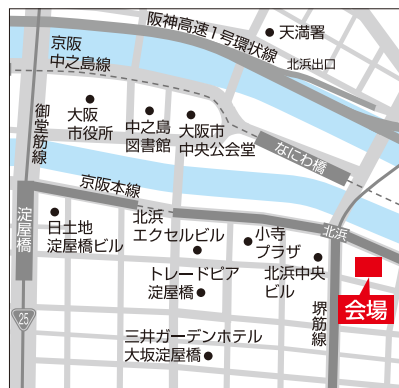 阪神高速1号環状線
天満署
北浜出口
京阪
中之島線
御堂筋線
大阪
市役所
中之島
図書館
大阪市
中央公会堂
なにわ橋
京阪本線
淀屋橋
日土地
淀屋橋ビル
北浜
エクセルビル
小寺
プラザ
北浜
トレードピア
淀屋橋
北浜中央
ビル
会場
堺筋線
25
三井ガーデンホテル
大坂淀屋橋